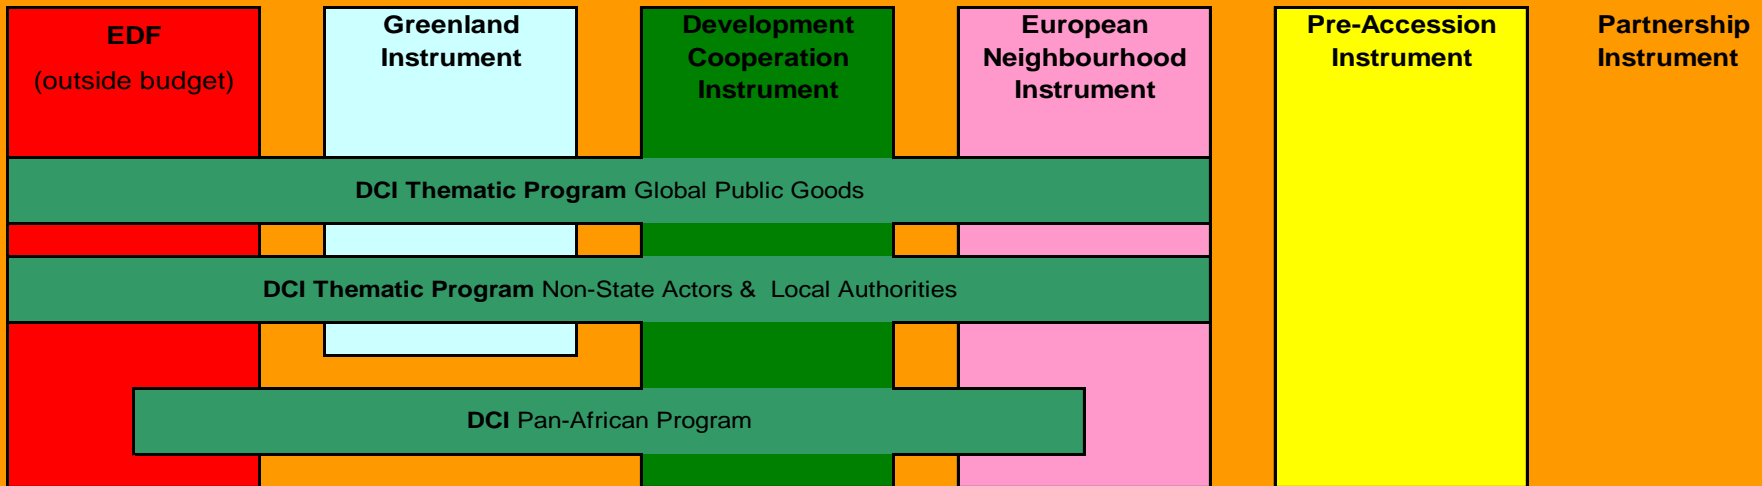 EDF
(outside budget)
Greenland
Instrument
Development
Cooperation
Instrument
European
Neighbourhood
Instrument
Pre-Accession
Instrument
Partnership
Instrument
DCI Thematic Program Global Public Goods
DCI Thematic Program Non-State Actors & Local Authorities
DCI Pan-African Program